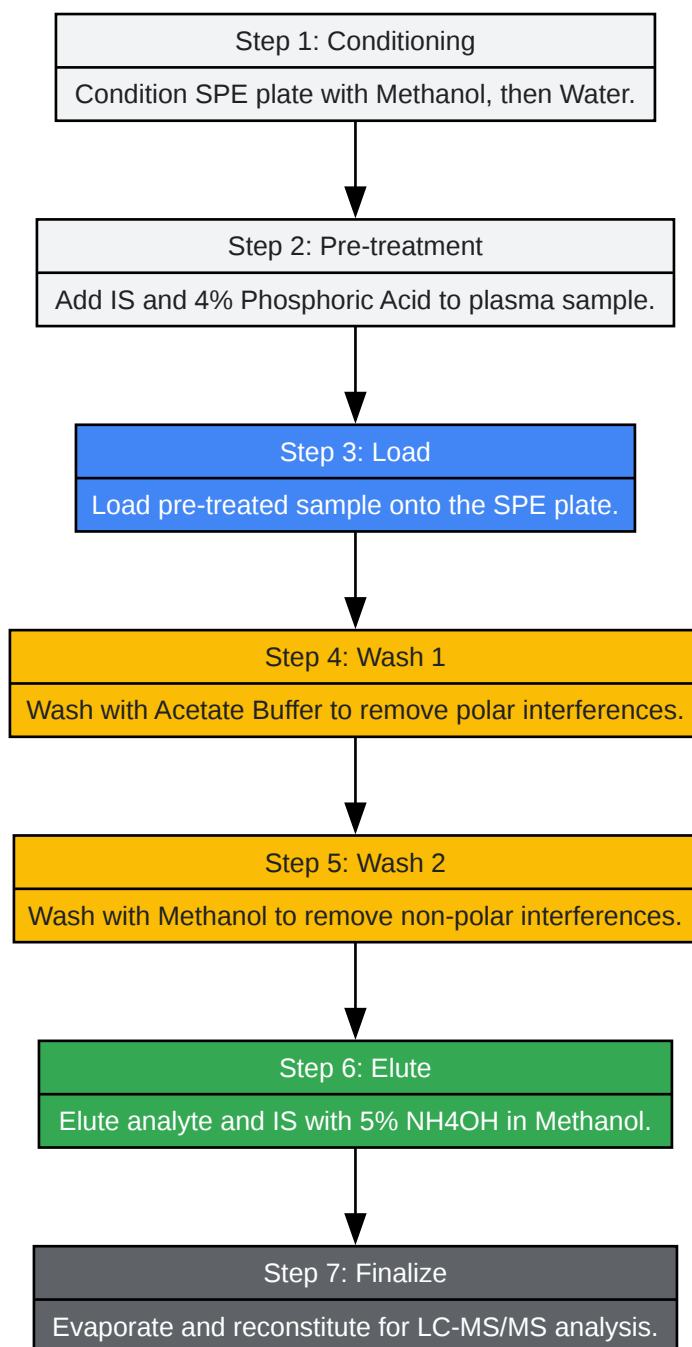 Step 1: Conditioning
Condition SPE plate with Methanol, then Water.
Step 2: Pre-treatment
Add IS and 4% Phosphoric Acid to plasma sample.
Step 3: Load
Load pre-treated sample onto the SPE plate.
Step 4: Wash 1
Wash with Acetate Buffer to remove polar interferences.
Step 5: Wash 2
Wash with Methanol to remove non-polar interferences.
Step 6: Elute
Elute analyte and IS with 5% NH4OH in Methanol.
Step 7: Finalize
Evaporate and reconstitute for LC-MS/MS analysis.